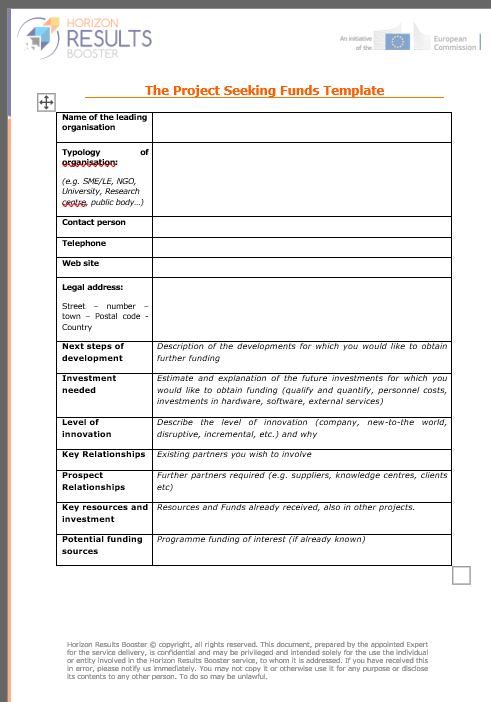 HORIZON
RESULTS
BOOSTER
An initiative
of the
European
Commission
The Project Seeking Funds Template
Name of the leading
organisation
Typology of
organisation:
(e.g. SME/LE, NGO,
University, Research
centre, public body...)
Contact person
Telephone
Web site
Legal address:
Street – number –
town – Postal code -
Country
Next steps of
development
Description of the developments for which you would like to obtain
further funding
Investment
needed
Estimate and explanation of the future investments for which you
would like to obtain funding (qualify and quantify, personnel costs,
investments in hardware, software, external services)
Level of
innovation
Describe the level of innovation (company, new-to-the world,
disruptive, incremental, etc.) and why
Key Relationships
Existing partners you wish to involve
Prospect
Relationships
Further partners required (e.g. suppliers, knowledge centres, clients
etc)
Key resources and
investment
Resources and Funds already received, also in other projects.
Potential funding
sources
Programme funding of interest (if already known)
Horizon Results Booster © copyright, all rights reserved. This document, prepared by the appointed Expert
for the service delivery, is confidential and may be privileged and intended solely for the use the individual
or entity involved in the Horizon Results Booster service, to whom it is addressed. If you have received this
in error, please notify us immediately. You may not copy it or otherwise use it for any purpose or disclose
its contents to any other person. To do so may be unlawful.